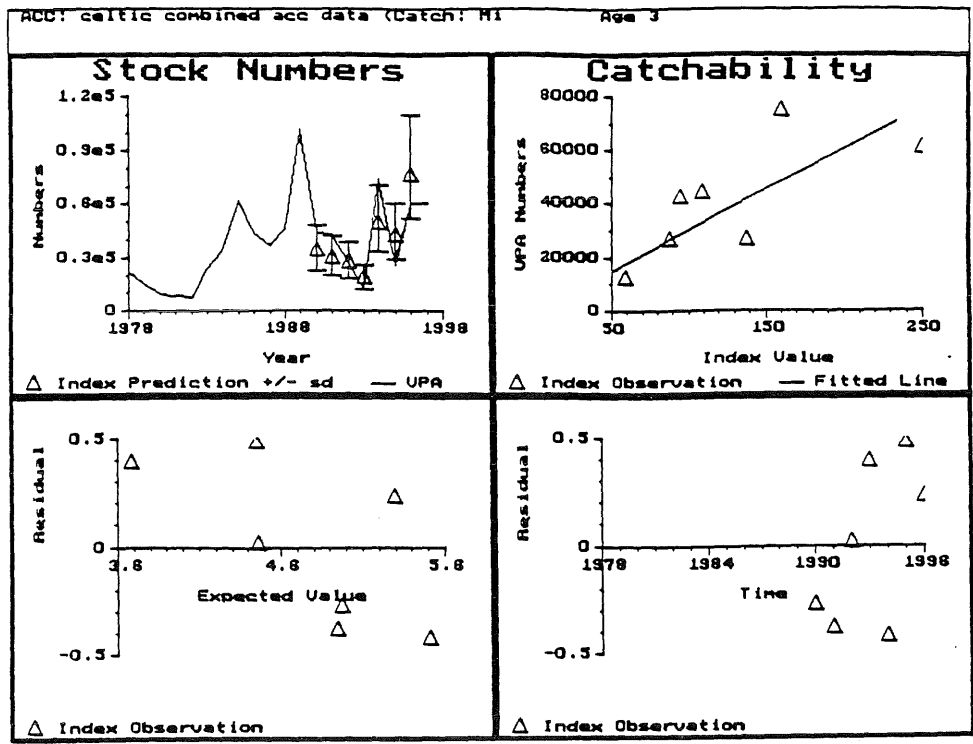 ACC: celtic combined acc data (Catch: Mi Age 3
Stock Numbers
1.2e5
0.9e5
0.6e5
0.3e5
0
Numbers
1978 1988 1998
Year
△ Index Prediction +/- sd — VPA
Catchability
80000
60000
40000
20000
0
VPA Numbers
50 150 250
Index Value
△ Index Observation — Fitted Line
0.5
0
-0.5
Residual
3.8 4.8 5.8
Expected Value
△ Index Observation
0.5
0
-0.5
Residual
1978 1984 1990 1996
Time
△ Index Observation